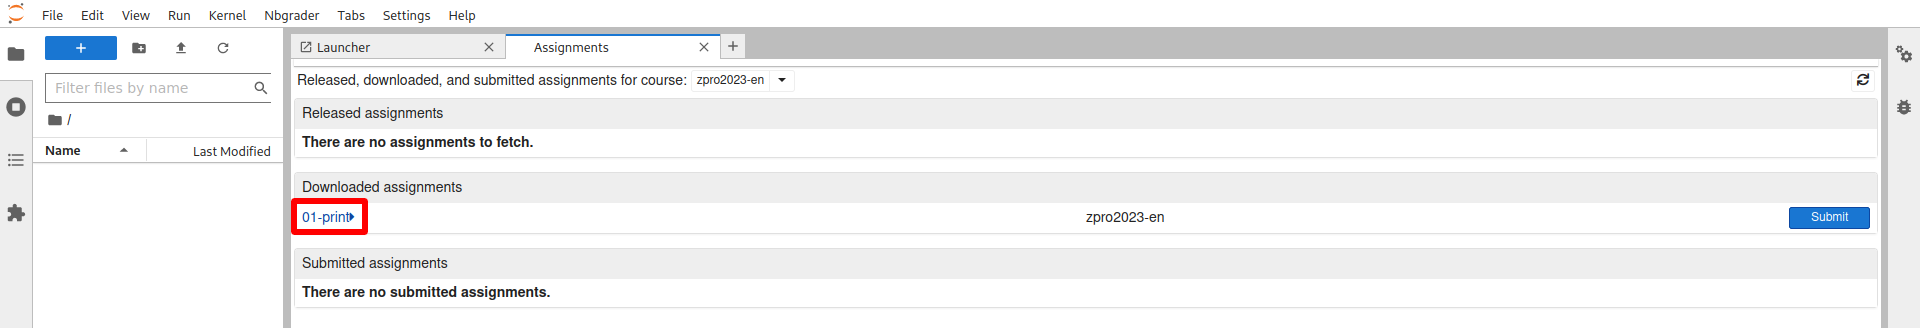 File Edit View Run Kernel Nbgrader Tabs Settings Help
Launcher
Assignments
Filter files by name
/
Name
Last Modified
Released, downloaded, and submitted assignments for course: zpro2023-en
Released assignments
There are no assignments to fetch.
Downloaded assignments
01-print zpro2023-en Submit
Submitted assignments
There are no submitted assignments.